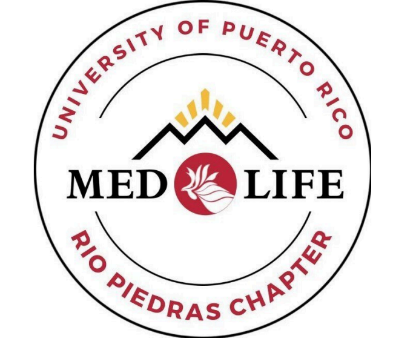 UNIVERSITY OF PUERTO RICO
MED LIFE
RIO PIEDRAS CHAPTER